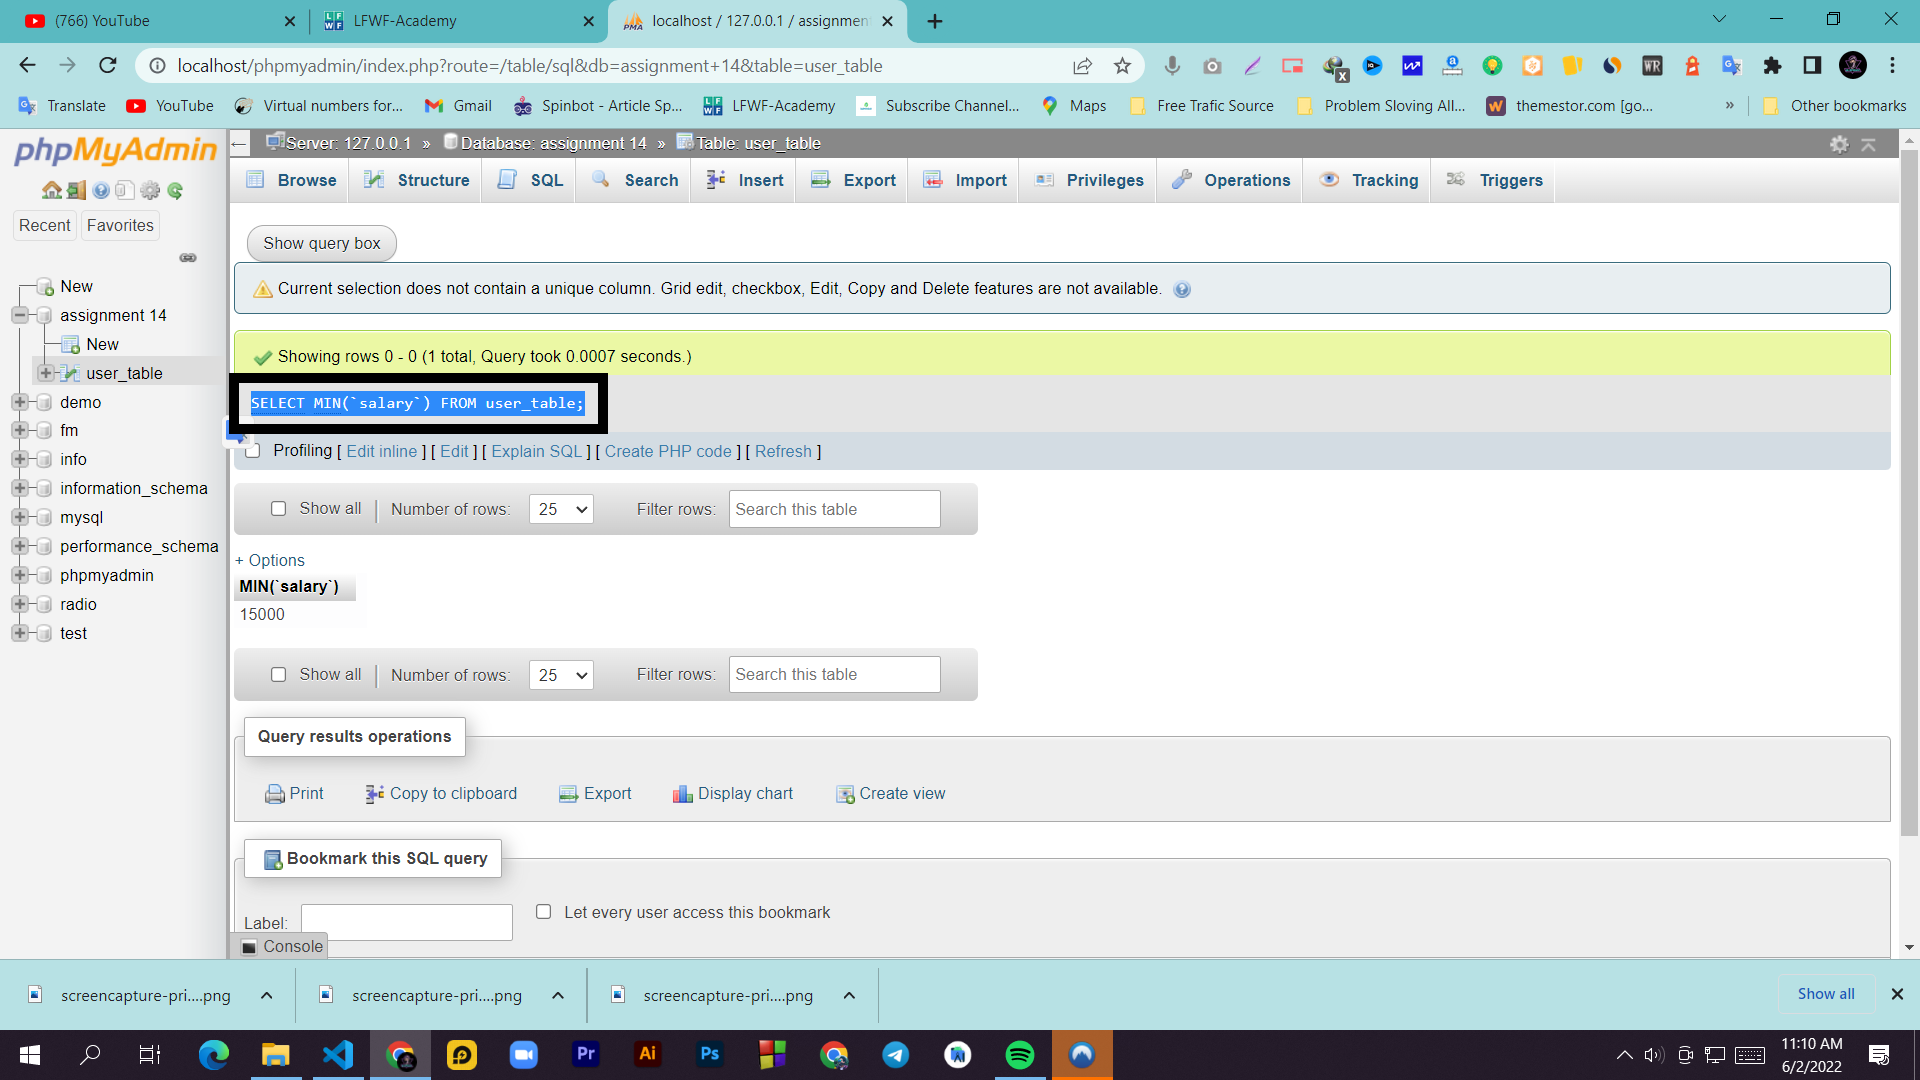 (766) YouTube
LFWF-Academy
localhost / 127.0.0.1 / assignmen
localhost/phpmyadmin/index.php?route=/table/sql&db=assignment+14&table=user_table
Translate YouTube Virtual numbers for... Gmail Spinbot - Article Sp... LFWF-Academy Subscribe Channel... Maps Free Trafic Source Problem Sloving All... themestor.com [go... » Other bookmarks
phpMyAdmin
Recent Favorites
New
assignment 14
New
user_table
demo
fm
info
information_schema
mysql
performance_schema
phpmyadmin
radio
test
Server: 127.0.0.1 » Database: assignment 14 » Table: user_table
Browse Structure SQL Search Insert Export Import Privileges Operations Tracking Triggers
Show query box
Current selection does not contain a unique column. Grid edit, checkbox, Edit, Copy and Delete features are not available.
Showing rows 0 - 0 (1 total, Query took 0.0007 seconds.)
SELECT MIN(`salary`) FROM user_table;
Profiling [ Edit inline ] [ Edit ] [ Explain SQL ] [ Create PHP code ] [ Refresh ]
Show all | Number of rows: 25 Filter rows: Search this table
+ Options
MIN(`salary`)
15000
Show all | Number of rows: 25 Filter rows: Search this table
Query results operations
Print Copy to clipboard Export Display chart Create view
Bookmark this SQL query
Label: Let every user access this bookmark
Console
screencapture-pri....png screencapture-pri....png screencapture-pri....png Show all
Pr Ai Ps
11:10 AM
6/2/2022